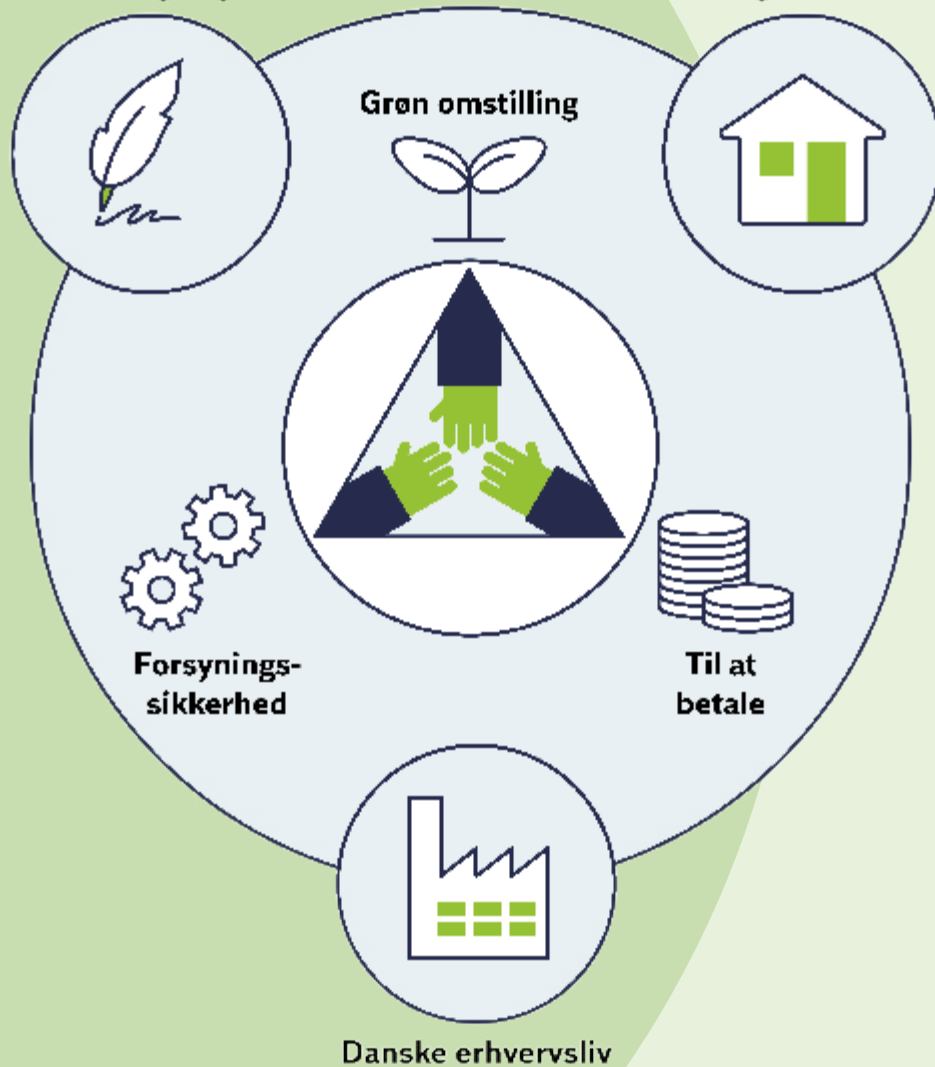 Grøn omstilling
Forsynings-
sikkerhed
Til at
betale
Danske erhvervsliv